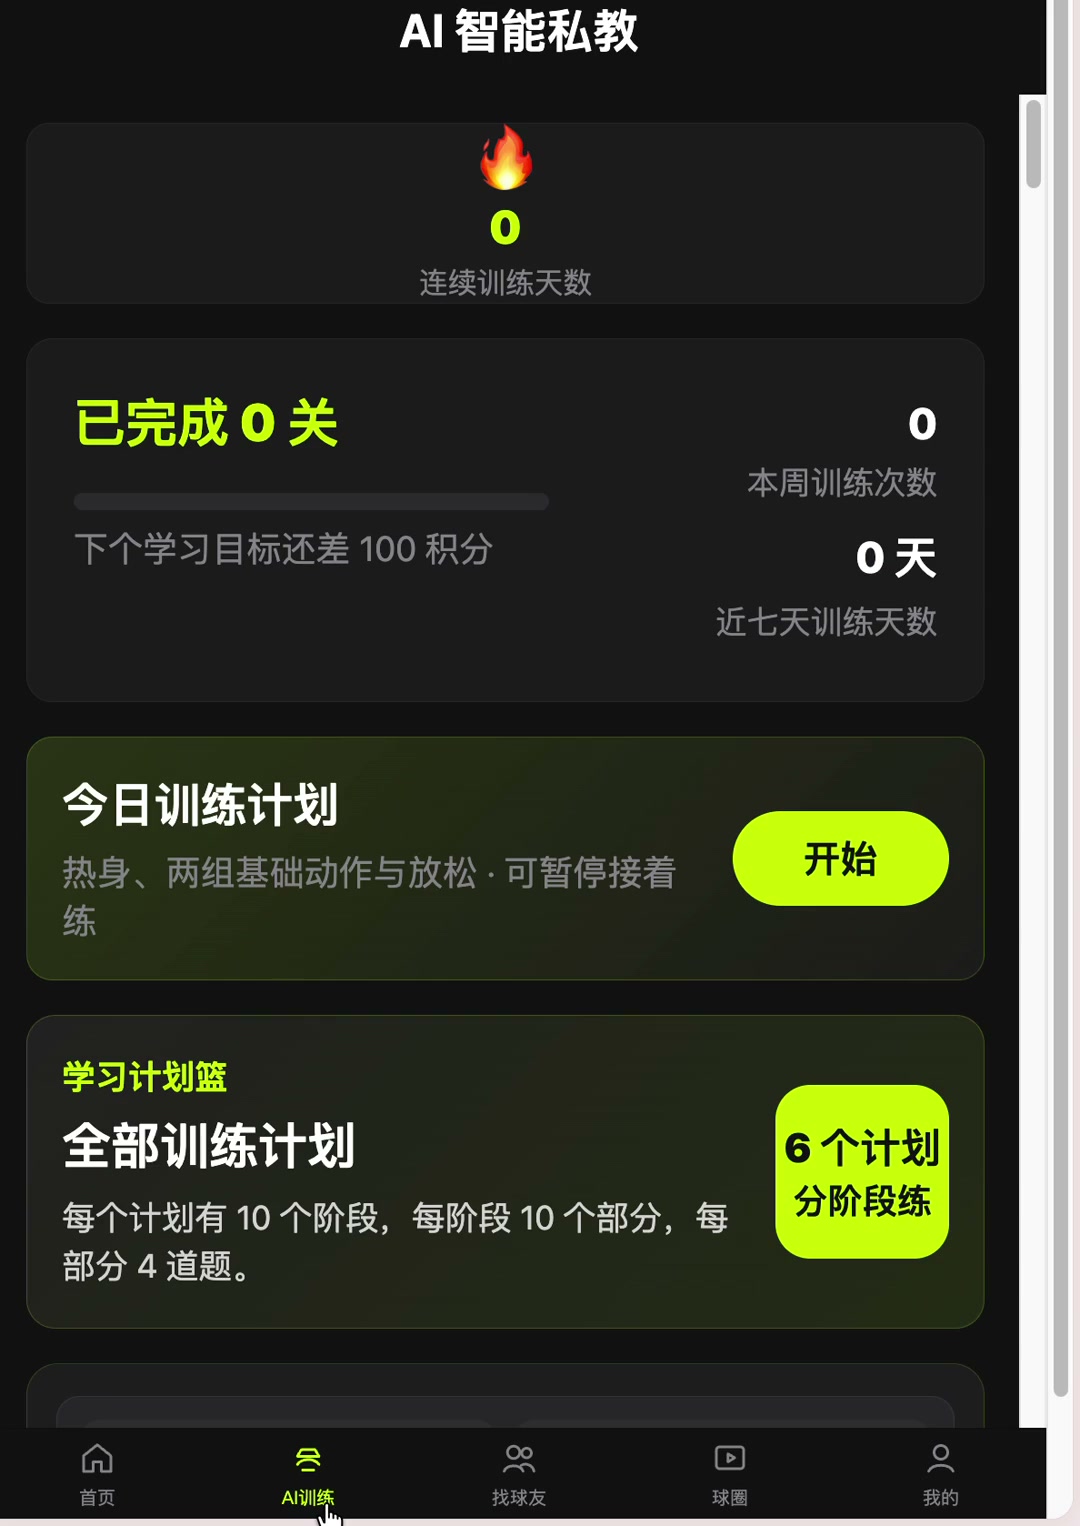 AI 智能私教
0
连续训练天数
已完成 0 关
下个学习目标还差 100 积分
0
本周训练次数
0 天
近七天训练天数
今日训练计划
热身、两组基础动作与放松 · 可暂停接着
练
开始
学习计划篮
全部训练计划
每个计划有 10 个阶段，每阶段 10 个部分，每
部分 4 道题。
6 个计划
分阶段练
首页
AI训练
找球友
球圈
我的